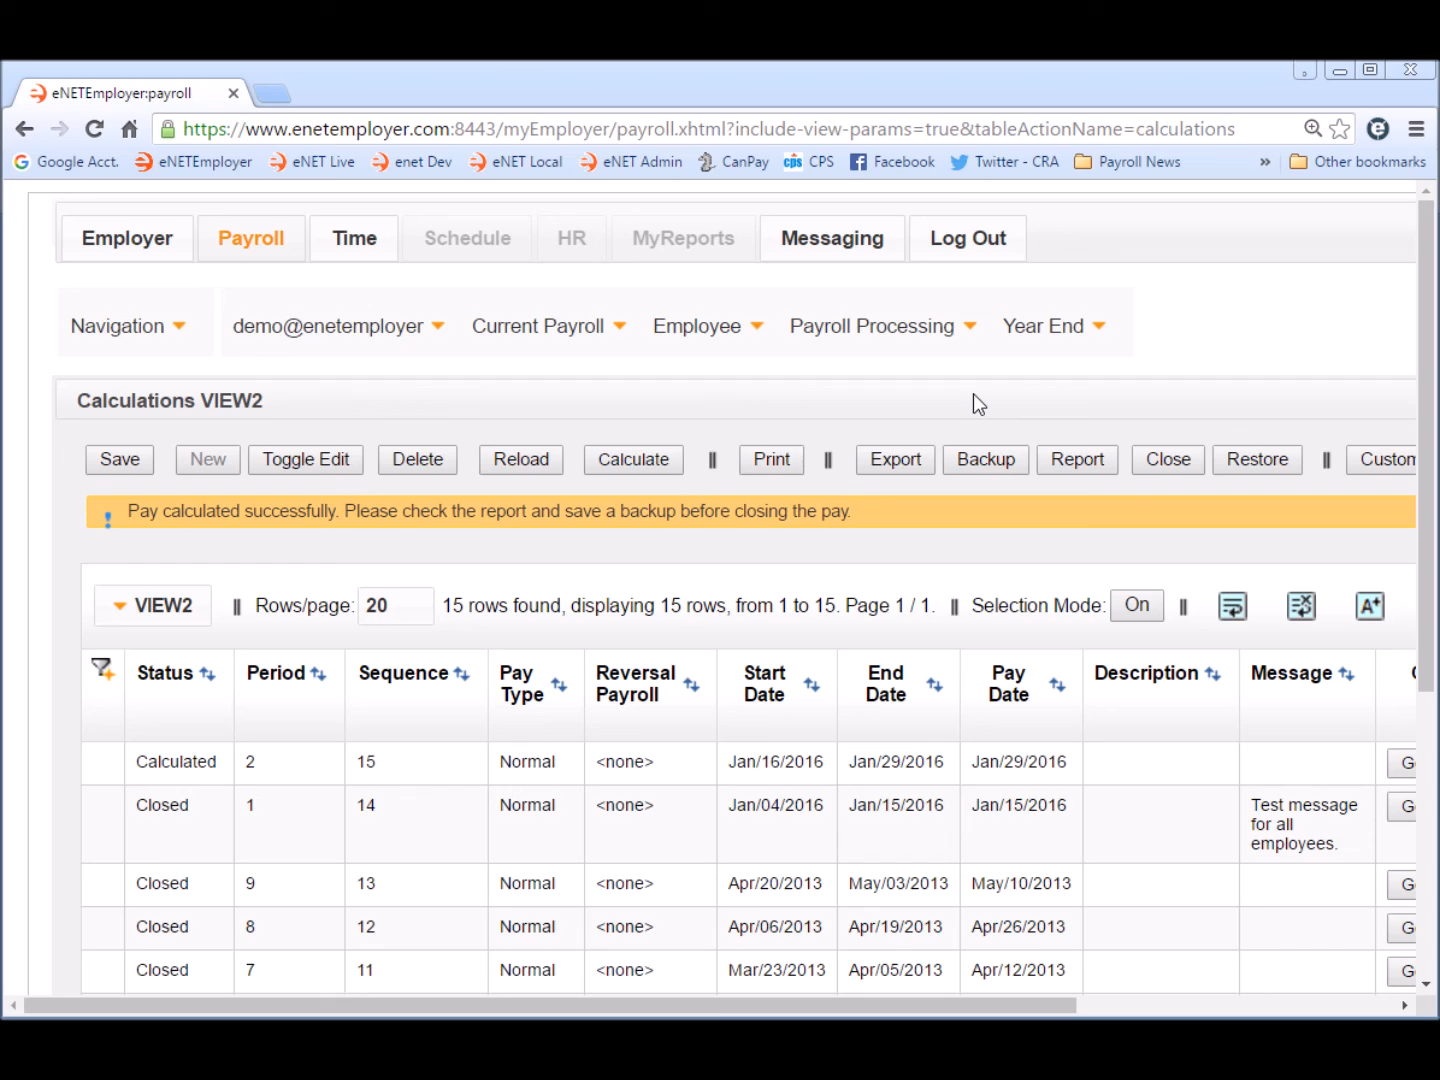 eNETEmployer:payroll
https://www.enetemployer.com:8443/myEmployer/payroll.xhtml?include-view-params=true&tableActionName=calculations
Google Acct. eNETEmployer eNET Live enet Dev eNET Local eNET Admin CanPay cps CPS Facebook Twitter - CRA Payroll News » Other bookmarks
Employer Payroll Time Schedule HR MyReports Messaging Log Out
Navigation demo@enetemployer Current Payroll Employee Payroll Processing Year End
Calculations VIEW2
Save New Toggle Edit Delete Reload Calculate Print Export Backup Report Close Restore Custom
Pay calculated successfully. Please check the report and save a backup before closing the pay.
VIEW2 Rows/page: 20 15 rows found, displaying 15 rows, from 1 to 15. Page 1 / 1. Selection Mode: On A+
Status Period Sequence Pay Type Reversal Payroll Start Date End Date Pay Date Description Message
Calculated 2 15 Normal <none> Jan/16/2016 Jan/29/2016 Jan/29/2016 G
Closed 1 14 Normal <none> Jan/04/2016 Jan/15/2016 Jan/15/2016 Test message G
for all
employees.
Closed 9 13 Normal <none> Apr/20/2013 May/03/2013 May/10/2013 G
Closed 8 12 Normal <none> Apr/06/2013 Apr/19/2013 Apr/26/2013 G
Closed 7 11 Normal <none> Mar/23/2013 Apr/05/2013 Apr/12/2013 G